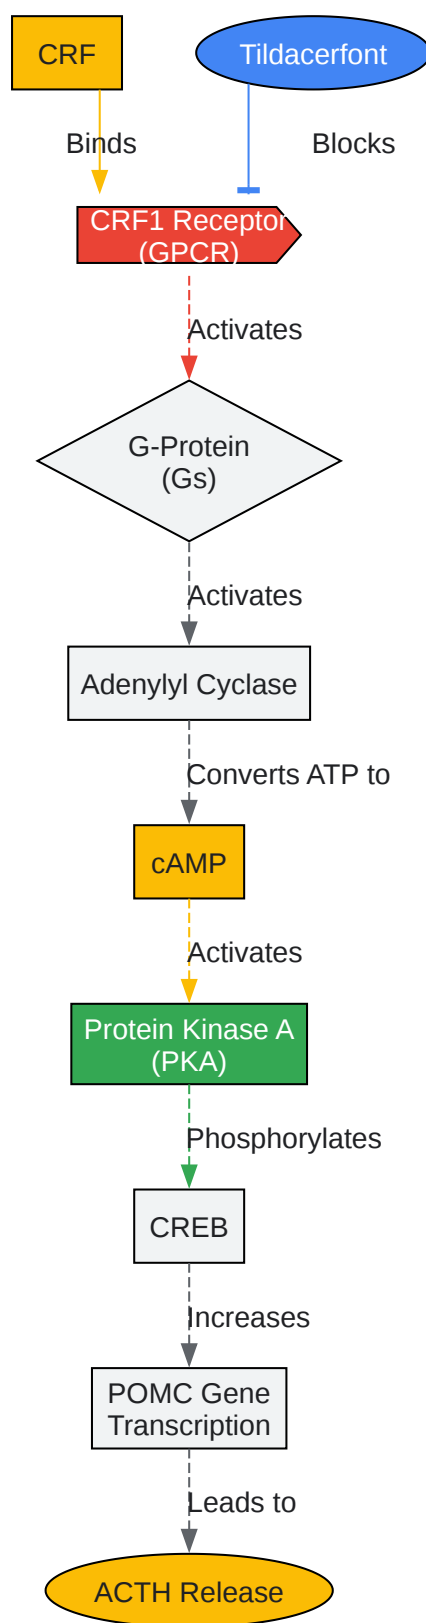 CRF
Tildacerfont
Binds
Blocks
CRF1 Receptor
(GPCR)
Activates
G-Protein
(Gs)
Activates
Adenylyl Cyclase
Converts ATP to
cAMP
Activates
Protein Kinase A
(PKA)
Phosphorylates
CREB
Increases
POMC Gene
Transcription
Leads to
ACTH Release